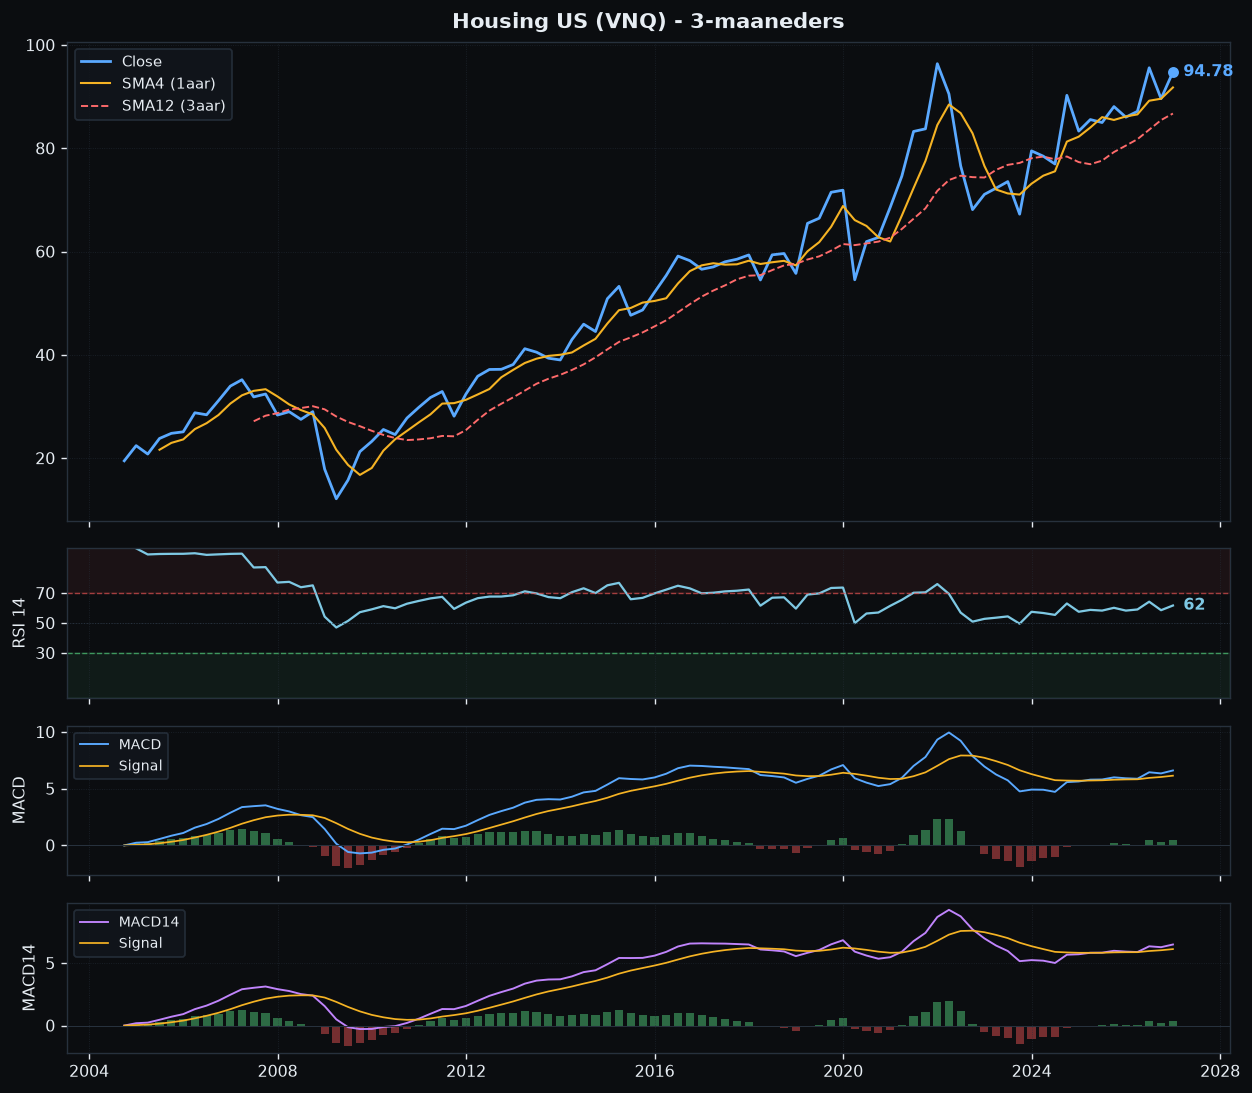 Housing US (VNQ) - 3-maaneders
100
80
60
40
20
Close
SMA4 (1aar)
SMA12 (3aar)
94.78
RSI 14
70
50
30
62
MACD
10
5
0
MACD
Signal
MACD14
5
0
MACD14
Signal
2004 2008 2012 2016 2020 2024 2028